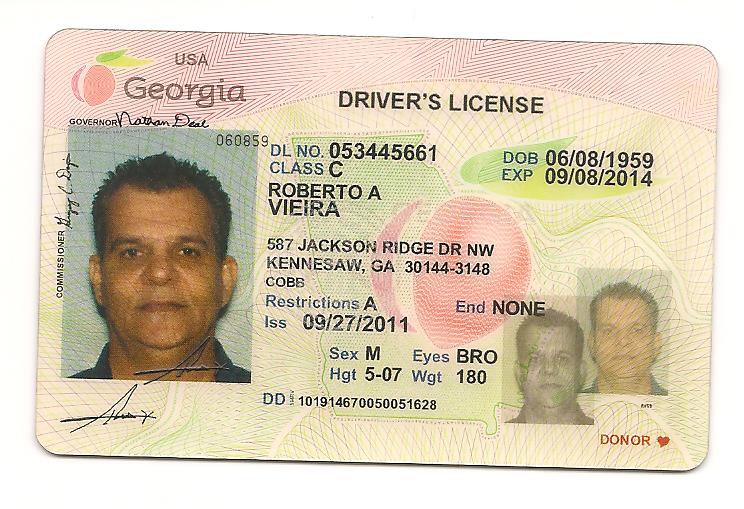 USA
Georgia
DRIVER'S LICENSE
GOVERNOR Nathan Deal
060859
COMMISSIONER
DL NO. 053445661
DOB 06/08/1959
CLASS C
EXP 09/08/2014
ROBERTO A
VIEIRA
587 JACKSON RIDGE DR NW
KENNESAW, GA 30144-3148
COBB
Restrictions A
End NONE
Iss 09/27/2011
Sex M Eyes BRO
Hgt 5-07 Wgt 180
DD 101914670050051628
DONOR